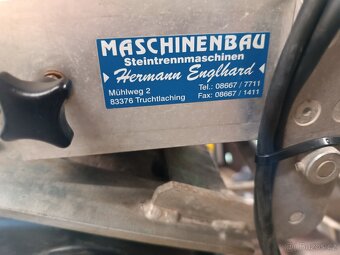 MASCHINENBAU
Steintrennmaschinen
Hermann Englhard
Mühlweg 2 Tel.: 08667 / 7711
83376 Truchtlaching Fax: 08667 / 1411